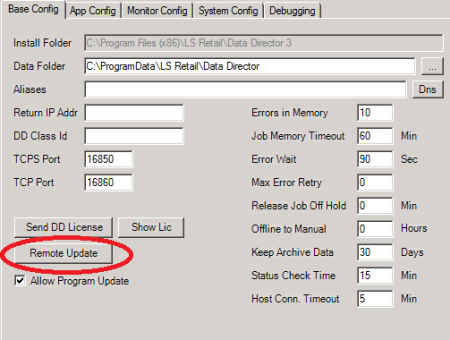 Base Config App Config Monitor Config System Config Debugging
Install Folder C:\Program Files (x86)\LS Retail\Data Director 3
Data Folder C:\ProgramData\LS Retail\Data Director ...
Aliases Dns
Return IP Addr Errors in Memory 10
DD Class Id Job Memory Timeout 60 Min
TCPS Port 16850 Error Wait 90 Sec
TCP Port 16860 Max Error Retry 0
Release Job Off Hold 0 Min
Send DD License Show Lic Offline to Manual 0 Hours
Remote Update Keep Archive Data 30 Days
Allow Program Update Status Check Time 15 Min
Host Conn. Timeout 5 Min